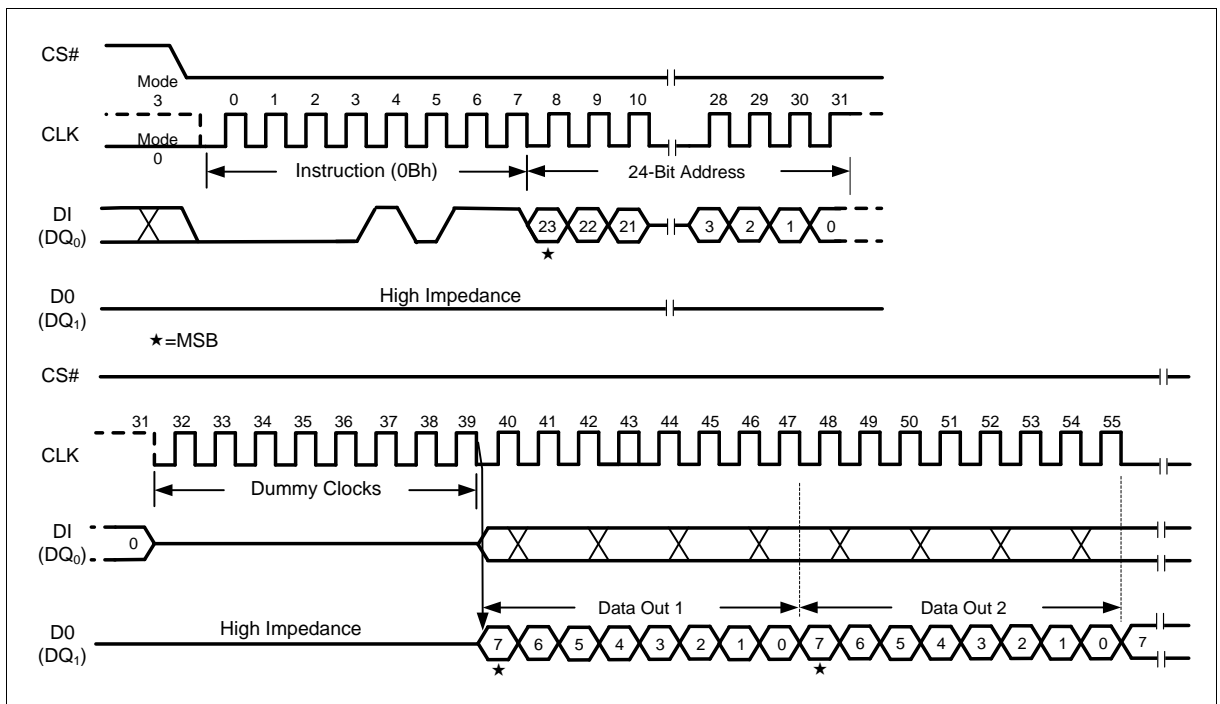 CS#
Mode
3
0 1 2 3 4 5 6 7 8 9 10 28 29 30 31
CLK
Mode
0
Instruction (0Bh) 24-Bit Address
DI
(DQ0)
23 22 21 3 2 1 0
★
D0
(DQ1)
High Impedance
★=MSB
CS#
31 32 33 34 35 36 37 38 39 40 41 42 43 44 45 46 47 48 49 50 51 52 53 54 55
CLK
Dummy Clocks
DI
(DQ0)
0
Data Out 1 Data Out 2
D0
(DQ1)
High Impedance
7 6 5 4 3 2 1 0 7 6 5 4 3 2 1 0 7
★ ★